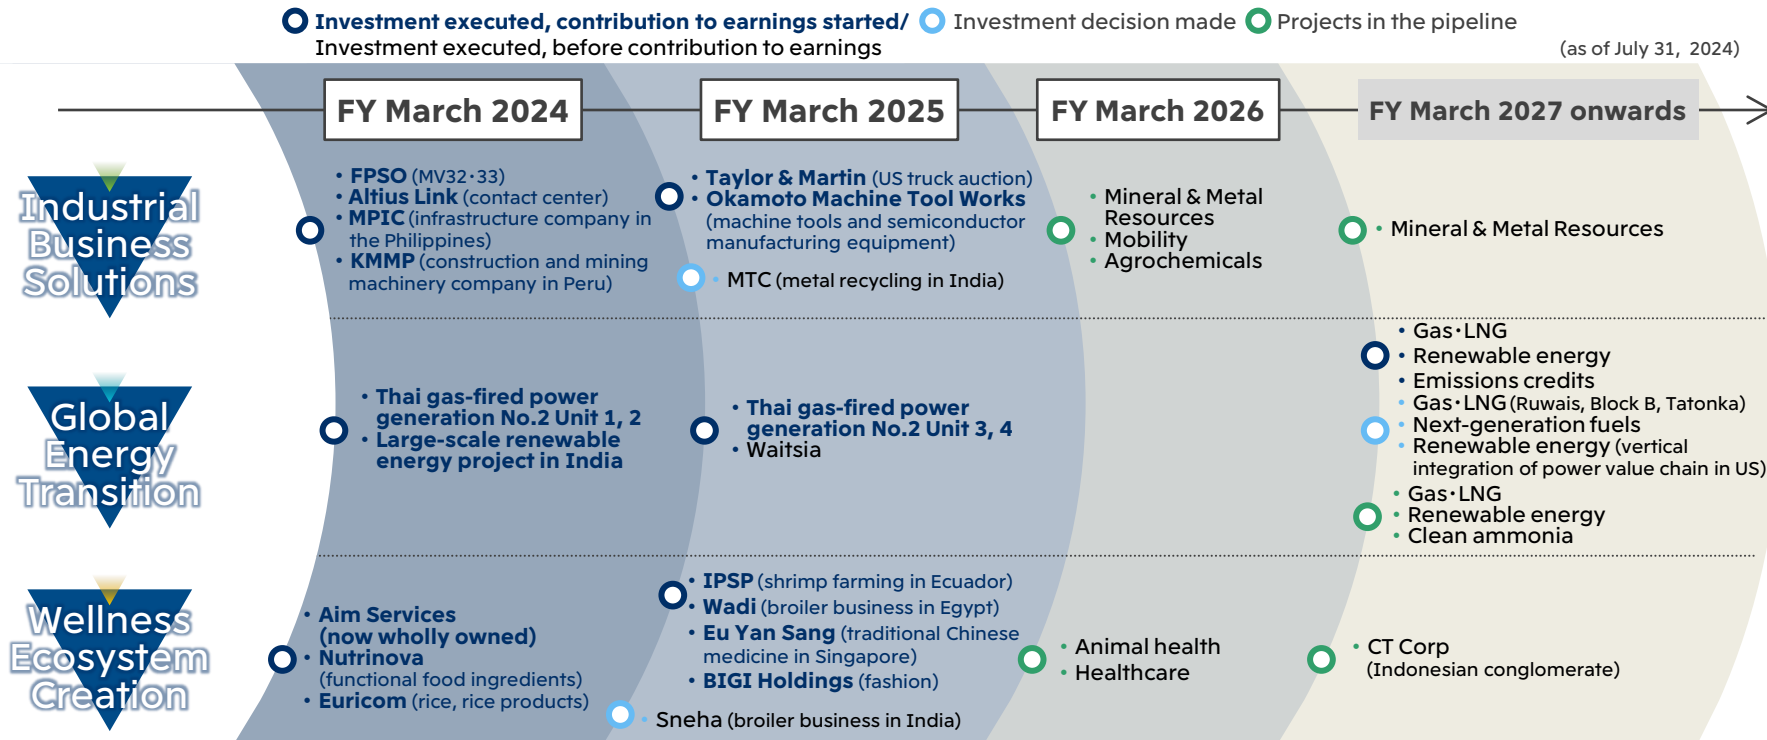 Investment executed, contribution to earnings started/
Investment executed, before contribution to earnings
Investment decision made
Projects in the pipeline
(as of July 31, 2024)
FY March 2024
FY March 2025
FY March 2026
FY March 2027 onwards
Industrial
Business
Solutions
• FPSO (MV32·33)
• Altius Link (contact center)
• MPIC (infrastructure company in
the Philippines)
• KMMP (construction and mining
machinery company in Peru)
• Taylor & Martin (US truck auction)
• Okamoto Machine Tool Works
(machine tools and semiconductor
manufacturing equipment)
• MTC (metal recycling in India)
• Mineral & Metal
Resources
• Mobility
• Agrochemicals
• Mineral & Metal Resources
Global
Energy
Transition
• Thai gas-fired power
generation No.2 Unit 1, 2
• Large-scale renewable
energy project in India
• Thai gas-fired power
generation No.2 Unit 3, 4
• Waitsia
• Gas·LNG
• Renewable energy
• Emissions credits
• Gas·LNG (Ruwais, Block B, Tatonka)
• Next-generation fuels
• Renewable energy (vertical
integration of power value chain in US)
• Gas·LNG
• Renewable energy
• Clean ammonia
Wellness
Ecosystem
Creation
• Aim Services
(now wholly owned)
• Nutrinova
(functional food ingredients)
• Euricom (rice, rice products)
• IPSP (shrimp farming in Ecuador)
• Wadi (broiler business in Egypt)
• Eu Yan Sang (traditional Chinese
medicine in Singapore)
• BIGI Holdings (fashion)
• Sneha (broiler business in India)
• Animal health
• Healthcare
• CT Corp
(Indonesian conglomerate)